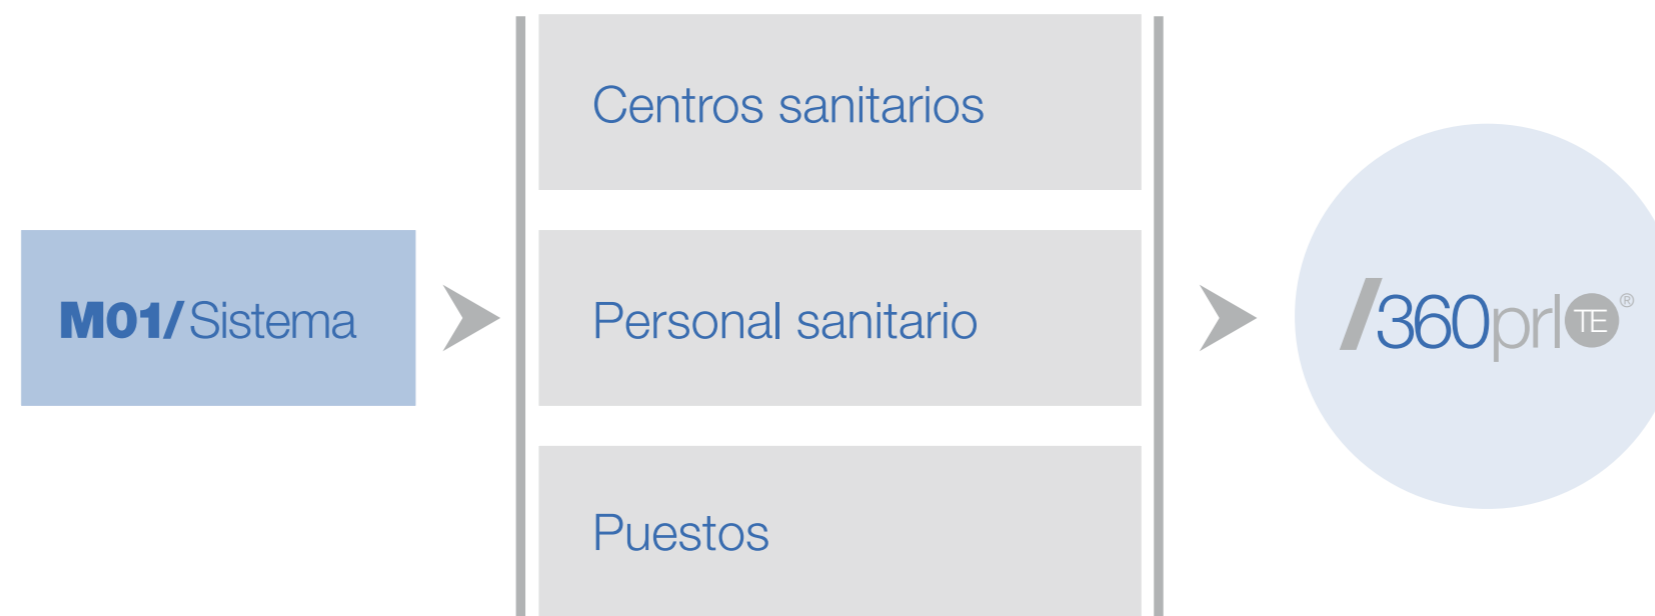 Centros sanitarios
M01/Sistema
Personal sanitario
/360prl TE®
Puestos